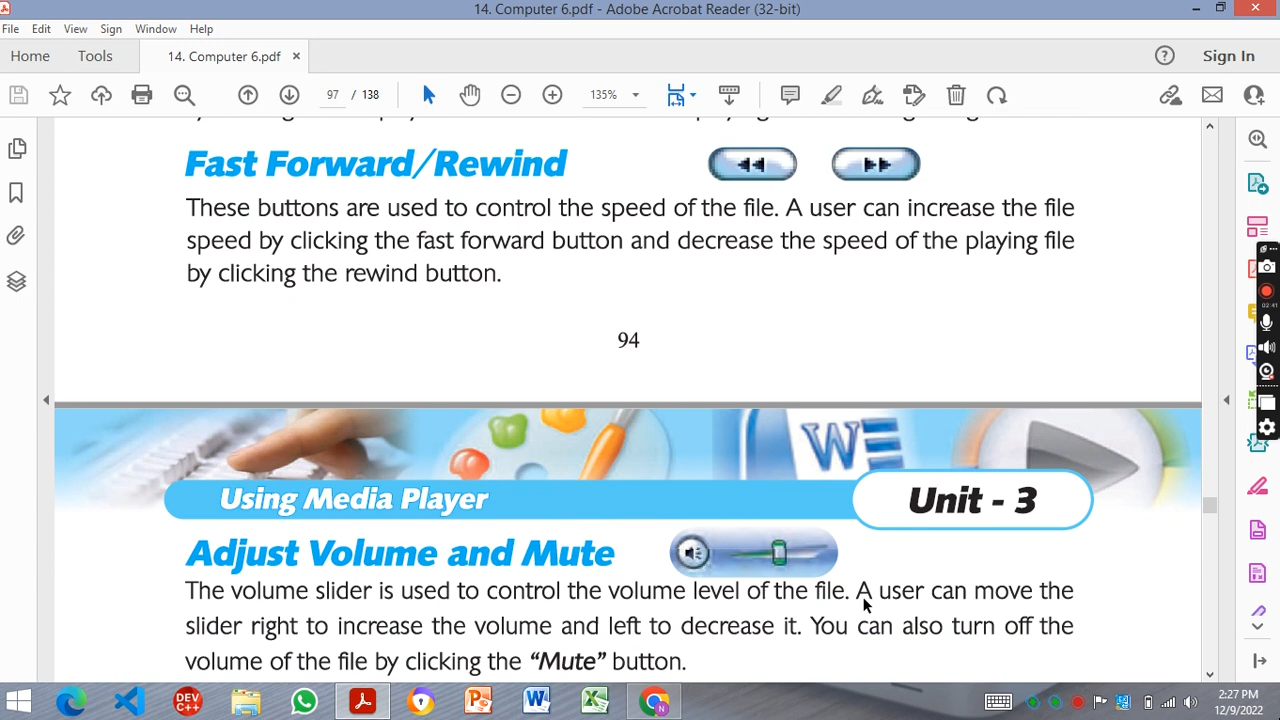 14. Computer 6.pdf - Adobe Acrobat Reader (32-bit)
File Edit View Sign Window Help
Home Tools 14. Computer 6.pdf × Sign In
97 / 138 135%
Fast Forward/Rewind
These buttons are used to control the speed of the file. A user can increase the file
speed by clicking the fast forward button and decrease the speed of the playing file
by clicking the rewind button.
94
Using Media Player
Unit - 3
Adjust Volume and Mute
The volume slider is used to control the volume level of the file. A user can move the
slider right to increase the volume and left to decrease it. You can also turn off the
volume of the file by clicking the "Mute" button.
02:41
DEV
C++
2:27 PM
12/9/2022